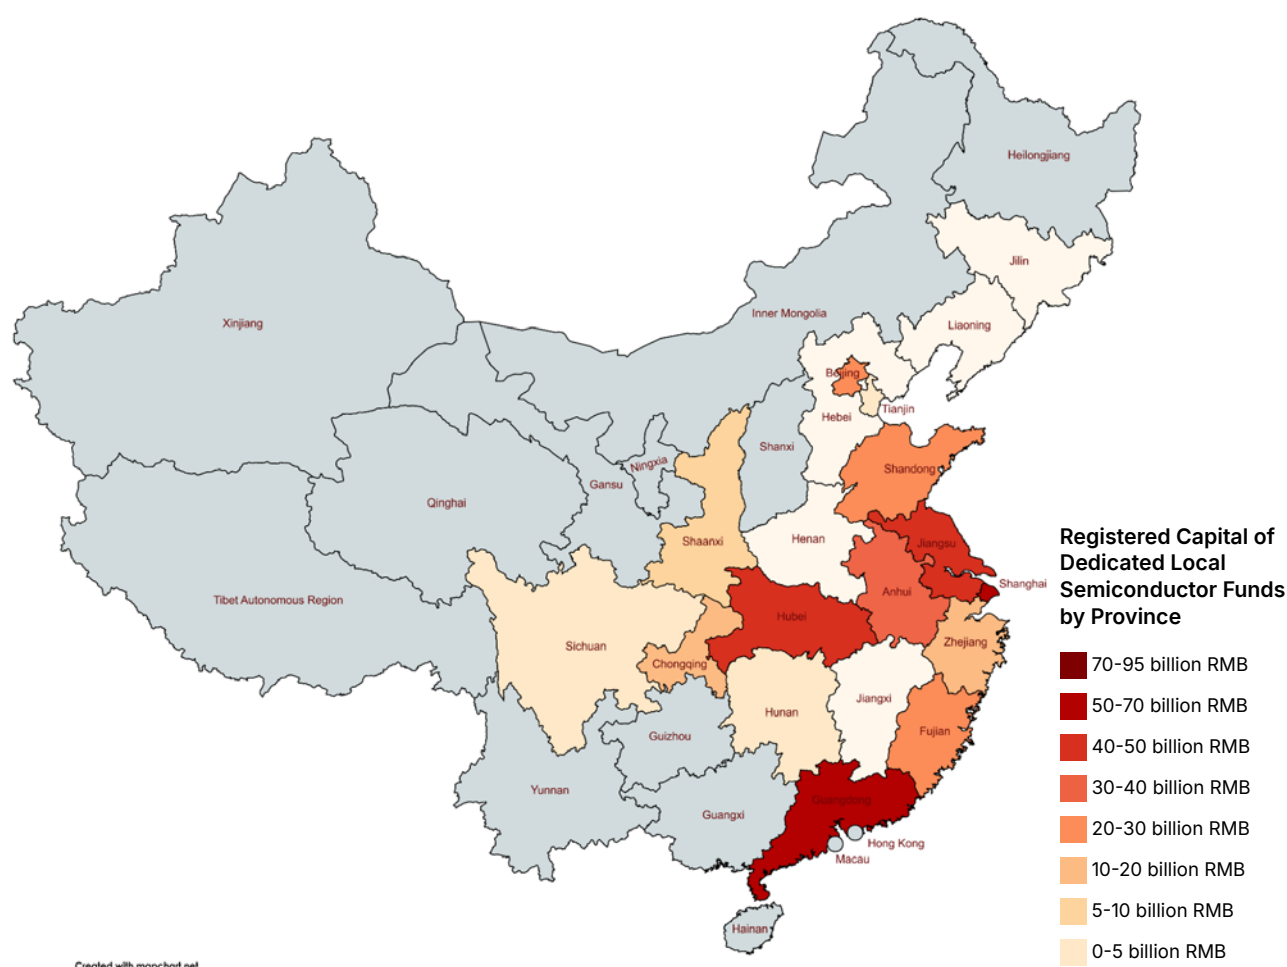 Heilongjiang
Jilin
Inner Mongolia
Xinjiang
Liaoning
Beijing
Tianjin
Hebei
Shanxi
Ningxia
Shandong
Gansu
Qinghai
Henan
Shaanxi
Jiangsu
Shanghai
Anhui
Tibet Autonomous Region
Hubei
Zhejiang
Sichuan
Chongqing
Jiangxi
Hunan
Fujian
Guizhou
Yunnan
Guangdong
Guangxi
Hong Kong
Macau
Hainan
Registered Capital of
Dedicated Local
Semiconductor Funds
by Province
70-95 billion RMB
50-70 billion RMB
40-50 billion RMB
30-40 billion RMB
20-30 billion RMB
10-20 billion RMB
5-10 billion RMB
0-5 billion RMB
Created with mapchart.net